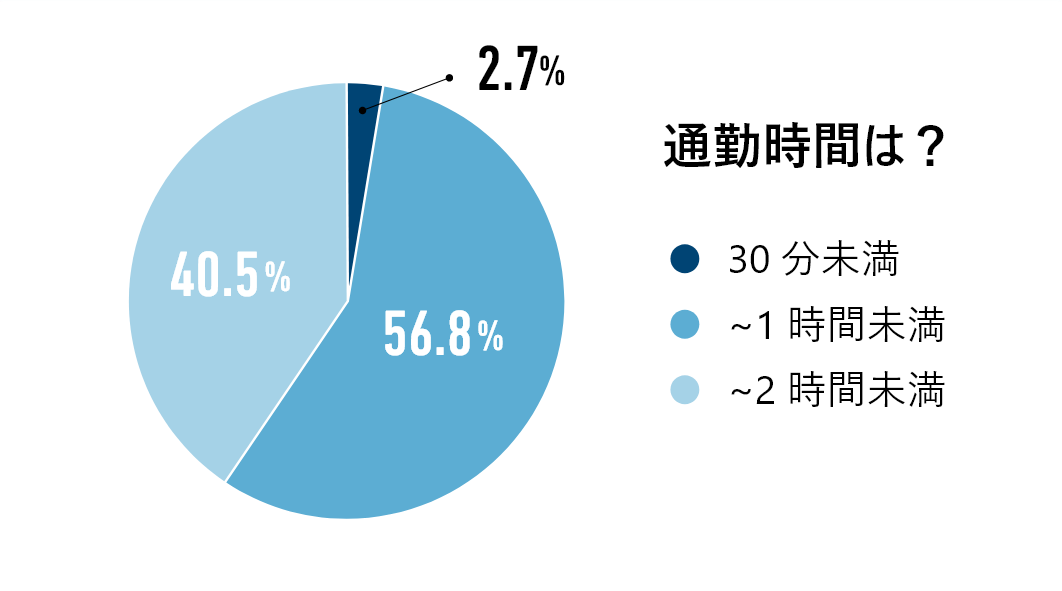 2.7%
通勤時間は？
40.5%
56.8%
30 分未満
~1 時間未満
~2 時間未満